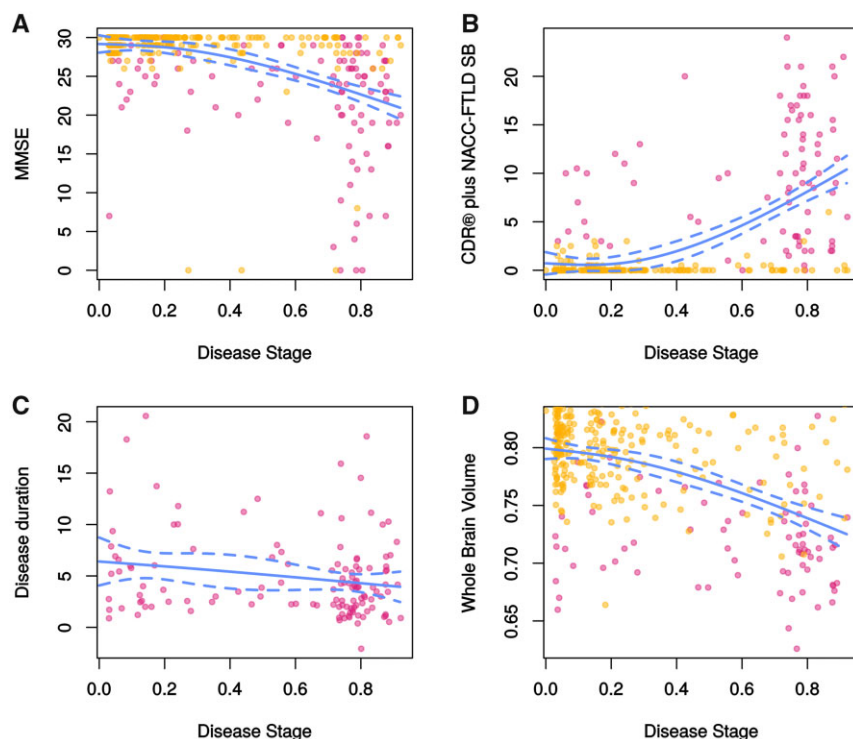 A
MMSE
30
25
20
15
10
5
0
0.0 0.2 0.4 0.6 0.8
Disease Stage
B
CDR® plus NACC-FTLD SB
20
15
10
5
0
0.0 0.2 0.4 0.6 0.8
Disease Stage
C
Disease duration
20
15
10
5
0
0.0 0.2 0.4 0.6 0.8
Disease Stage
D
Whole Brain Volume
0.80
0.75
0.70
0.65
0.0 0.2 0.4 0.6 0.8
Disease Stage